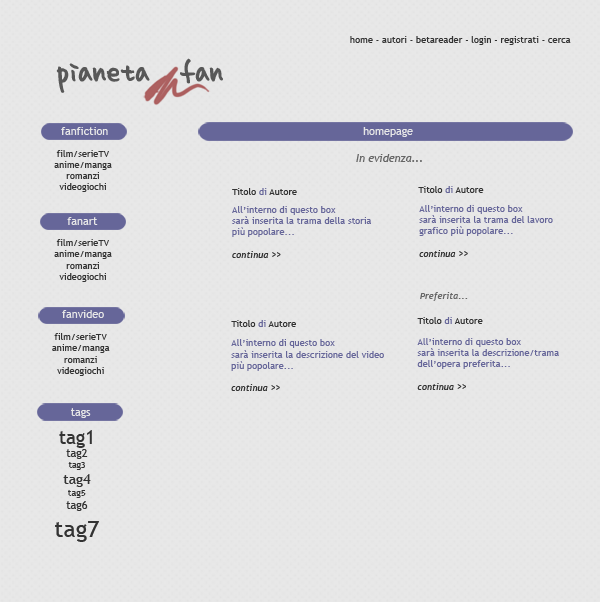 home - autori - betareader - login - registrati - cerca
pianeta fan
fanfiction
film/serieTV
anime/manga
romanzi
videogiochi
fanart
film/serieTV
anime/manga
romanzi
videogiochi
fanvideo
film/serieTV
anime/manga
romanzi
videogiochi
tags
tag1
tag2
tag3
tag4
tag5
tag6
tag7
homepage
In evidenza...
Titolo di Autore
All'interno di questo box
sarà inserita la trama della storia
più popolare...
continua >>
Titolo di Autore
All'interno di questo box
sarà inserita la trama del lavoro
grafico più popolare...
continua >>
Titolo di Autore
All'interno di questo box
sarà inserita la descrizione del video
più popolare...
continua >>
Preferita...
Titolo di Autore
All'interno di questo box
sarà inserita la descrizione/trama
dell'opera preferita...
continua >>